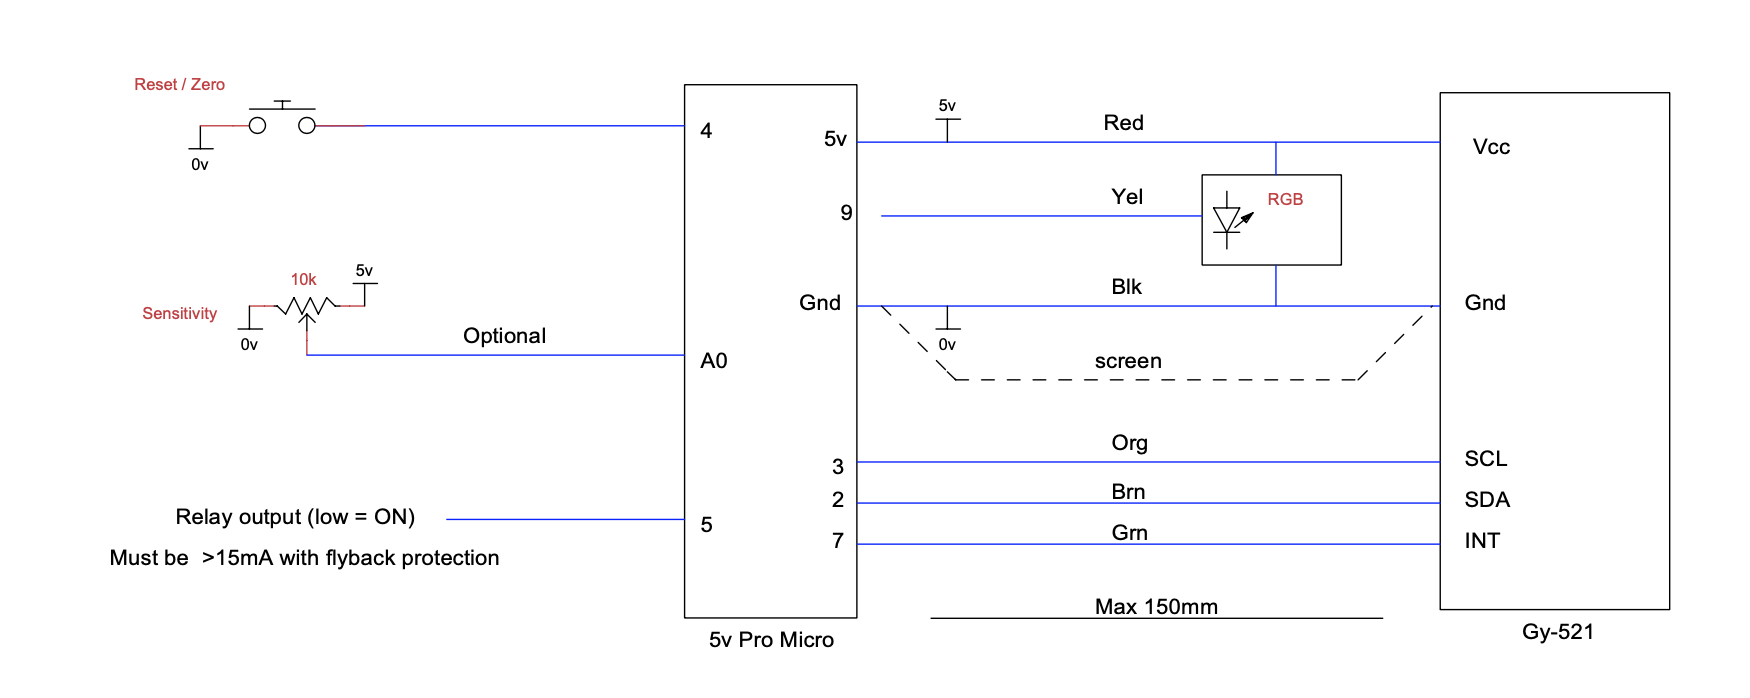 Reset / Zero
0v
4
10k
5v
Sensitivity
0v
Optional
A0
Relay output (low = ON)
Must be >15mA with flyback protection
5
5v
9
Gnd
3
2
7
5v Pro Micro
5v
Red
Yel
RGB
Blk
0v
screen
Org
Brn
Grn
Max 150mm
Vcc
Gnd
SCL
SDA
INT
Gy-521